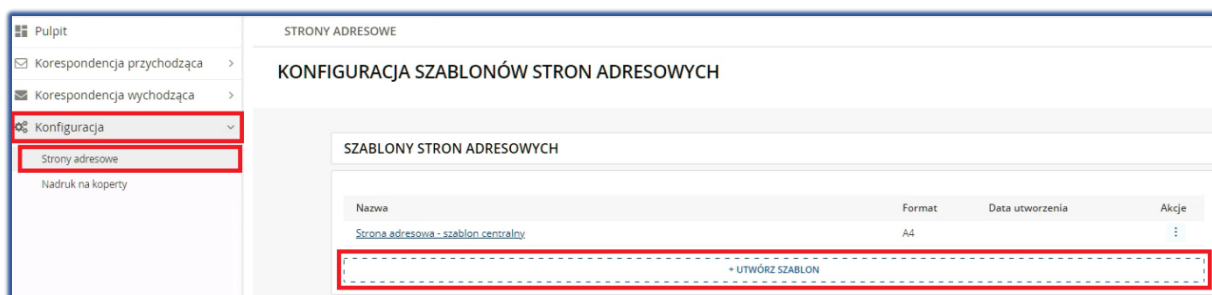 Pulpit
Korespondencja przychodząca
Korespondencja wychodząca
Konfiguracja
Strony adresowe
Nadruk na koperty
STRONY ADRESOWE
KONFIGURACJA SZABLONÓW STRON ADRESOWYCH
SZABLONY STRON ADRESOWYCH
Nazwa Format Data utworzenia Akcje
Strona adresowa - szablon centralny A4
+ UTWÓRZ SZABLON